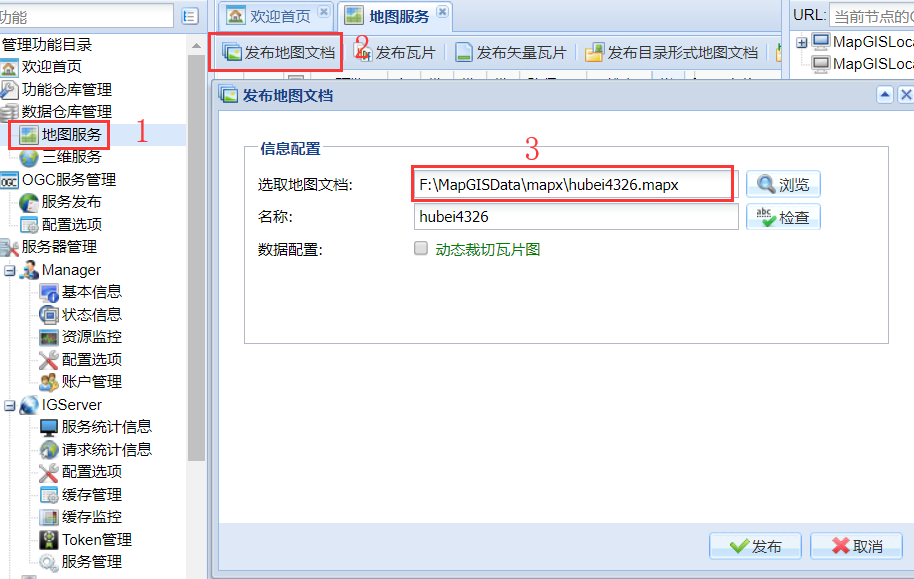 功能
管理功能目录
欢迎首页
功能仓库管理
数据仓库管理
地图服务
1
三维服务
OGC服务管理
服务发布
配置选项
服务器管理
Manager
基本信息
状态信息
资源监控
配置选项
账户管理
IGServer
服务统计信息
请求统计信息
配置选项
缓存管理
缓存监控
Token管理
服务管理
欢迎首页
地图服务
发布地图文档
2
发布瓦片
发布矢量瓦片
发布目录形式地图文档
URL:
当前节点的
MapGISLoca
MapGISLoca
发布地图文档
信息配置
3
选取地图文档:
F:\MapGISData\mapx\hubei4326.mapx
浏览
名称:
hubei4326
abc
检查
数据配置:
动态裁切瓦片图
发布
取消